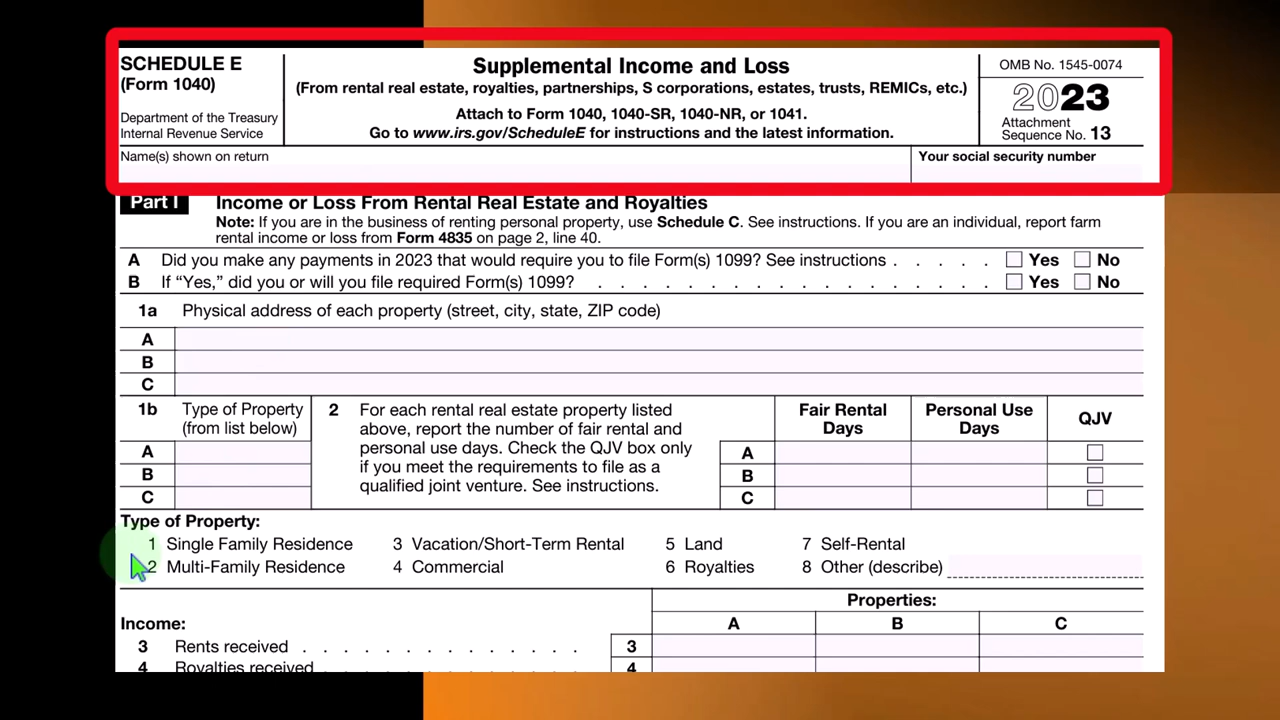 SCHEDULE E
(Form 1040)
Department of the Treasury
Internal Revenue Service
Supplemental Income and Loss
(From rental real estate, royalties, partnerships, S corporations, estates, trusts, REMICs, etc.)
Attach to Form 1040, 1040-SR, 1040-NR, or 1041.
Go to www.irs.gov/ScheduleE for instructions and the latest information.
OMB No. 1545-0074
2023
Attachment
Sequence No. 13
Name(s) shown on return
Your social security number
Part I Income or Loss From Rental Real Estate and Royalties
Note: If you are in the business of renting personal property, use Schedule C. See instructions. If you are an individual, report farm
rental income or loss from Form 4835 on page 2, line 40.
A Did you make any payments in 2023 that would require you to file Form(s) 1099? See instructions . . . . . Yes No
B If “Yes,” did you or will you file required Form(s) 1099? . . . . . . . . . . . . . . . . . . Yes No
1a Physical address of each property (street, city, state, ZIP code)
A
B
C
1b Type of Property
(from list below)
A
B
C
2 For each rental real estate property listed
above, report the number of fair rental and
personal use days. Check the QJV box only
if you meet the requirements to file as a
qualified joint venture. See instructions.
Fair Rental
Days
Personal Use
Days
QJV
A
B
C
Type of Property:
1 Single Family Residence 3 Vacation/Short-Term Rental 5 Land 7 Self-Rental
2 Multi-Family Residence 4 Commercial 6 Royalties 8 Other (describe)
Properties:
Income: A B C
3 Rents received . . . . . . . . . . . . . 3
4 Royalties received . . . . . . . . . . . . 4